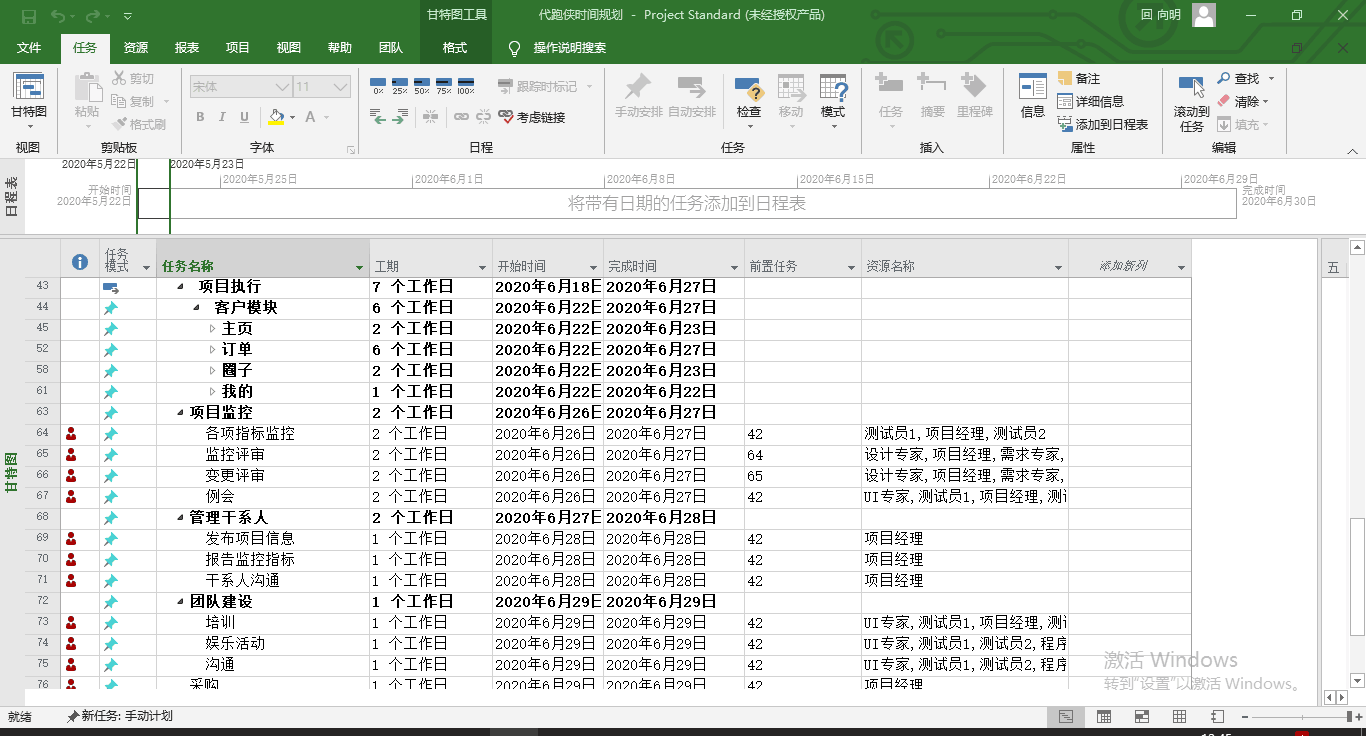 甘特图工具 代跑侠时间规划 - Project Standard (未经授权产品) 回 向明
文件 任务 资源 报表 项目 视图 帮助 团队 格式 操作说明搜索
甘特图 粘贴 剪切 复制 格式刷 宋体 11 B I U A 0% 25% 50% 75% 100% 跟踪时标记 考虑链接 手动安排 自动安排 检查 移动 模式 任务 摘要 里程碑 信息 备注 详细信息 添加到日程表 滚动到任务 查找 清除 填充
视图 剪贴板 字体 日程 任务 插入 属性 编辑
日程表
2020年5月22日 2020年5月23日
2020年5月25日 2020年6月1日 2020年6月8日 2020年6月15日 2020年6月22日 2020年6月29日
开始时间 2020年5月22日 将带有日期的任务添加到日程表 完成时间 2020年6月30日
甘特图
任务模式 任务名称 工期 开始时间 完成时间 前置任务 资源名称 添加新列 五
43 项目执行 7 个工作日 2020年6月18日 2020年6月27日
44 客户模块 6 个工作日 2020年6月22日 2020年6月27日
45 主页 2 个工作日 2020年6月22日 2020年6月23日
52 订单 6 个工作日 2020年6月22日 2020年6月27日
58 圈子 2 个工作日 2020年6月22日 2020年6月23日
61 我的 1 个工作日 2020年6月22日 2020年6月22日
63 项目监控 2 个工作日 2020年6月26日 2020年6月27日
64 各项指标监控 2 个工作日 2020年6月26日 2020年6月27日 42 测试员1,项目经理,测试员2
65 监控评审 2 个工作日 2020年6月26日 2020年6月27日 64 设计专家,项目经理,需求专家,
66 变更评审 2 个工作日 2020年6月26日 2020年6月27日 65 设计专家,项目经理,需求专家,
67 例会 2 个工作日 2020年6月26日 2020年6月27日 42 UI专家,测试员1,项目经理,测试
68 管理干系人 2 个工作日 2020年6月27日 2020年6月28日
69 发布项目信息 1 个工作日 2020年6月28日 2020年6月28日 42 项目经理
70 报告监控指标 1 个工作日 2020年6月28日 2020年6月28日 42 项目经理
71 干系人沟通 1 个工作日 2020年6月28日 2020年6月28日 42 项目经理
72 团队建设 1 个工作日 2020年6月29日 2020年6月29日
73 培训 1 个工作日 2020年6月29日 2020年6月29日 42 UI专家,测试员1,项目经理,测试
74 娱乐活动 1 个工作日 2020年6月29日 2020年6月29日 42 UI专家,测试员1,测试员2,程序
75 沟通 1 个工作日 2020年6月29日 2020年6月29日 42 UI专家,测试员1,测试员2,程序
76 采购 1 个工作日 2020年6月29日 2020年6月29日 42 项目经理
激活 Windows
转到"设置"以激活 Windows。
就绪 新任务: 手动计划